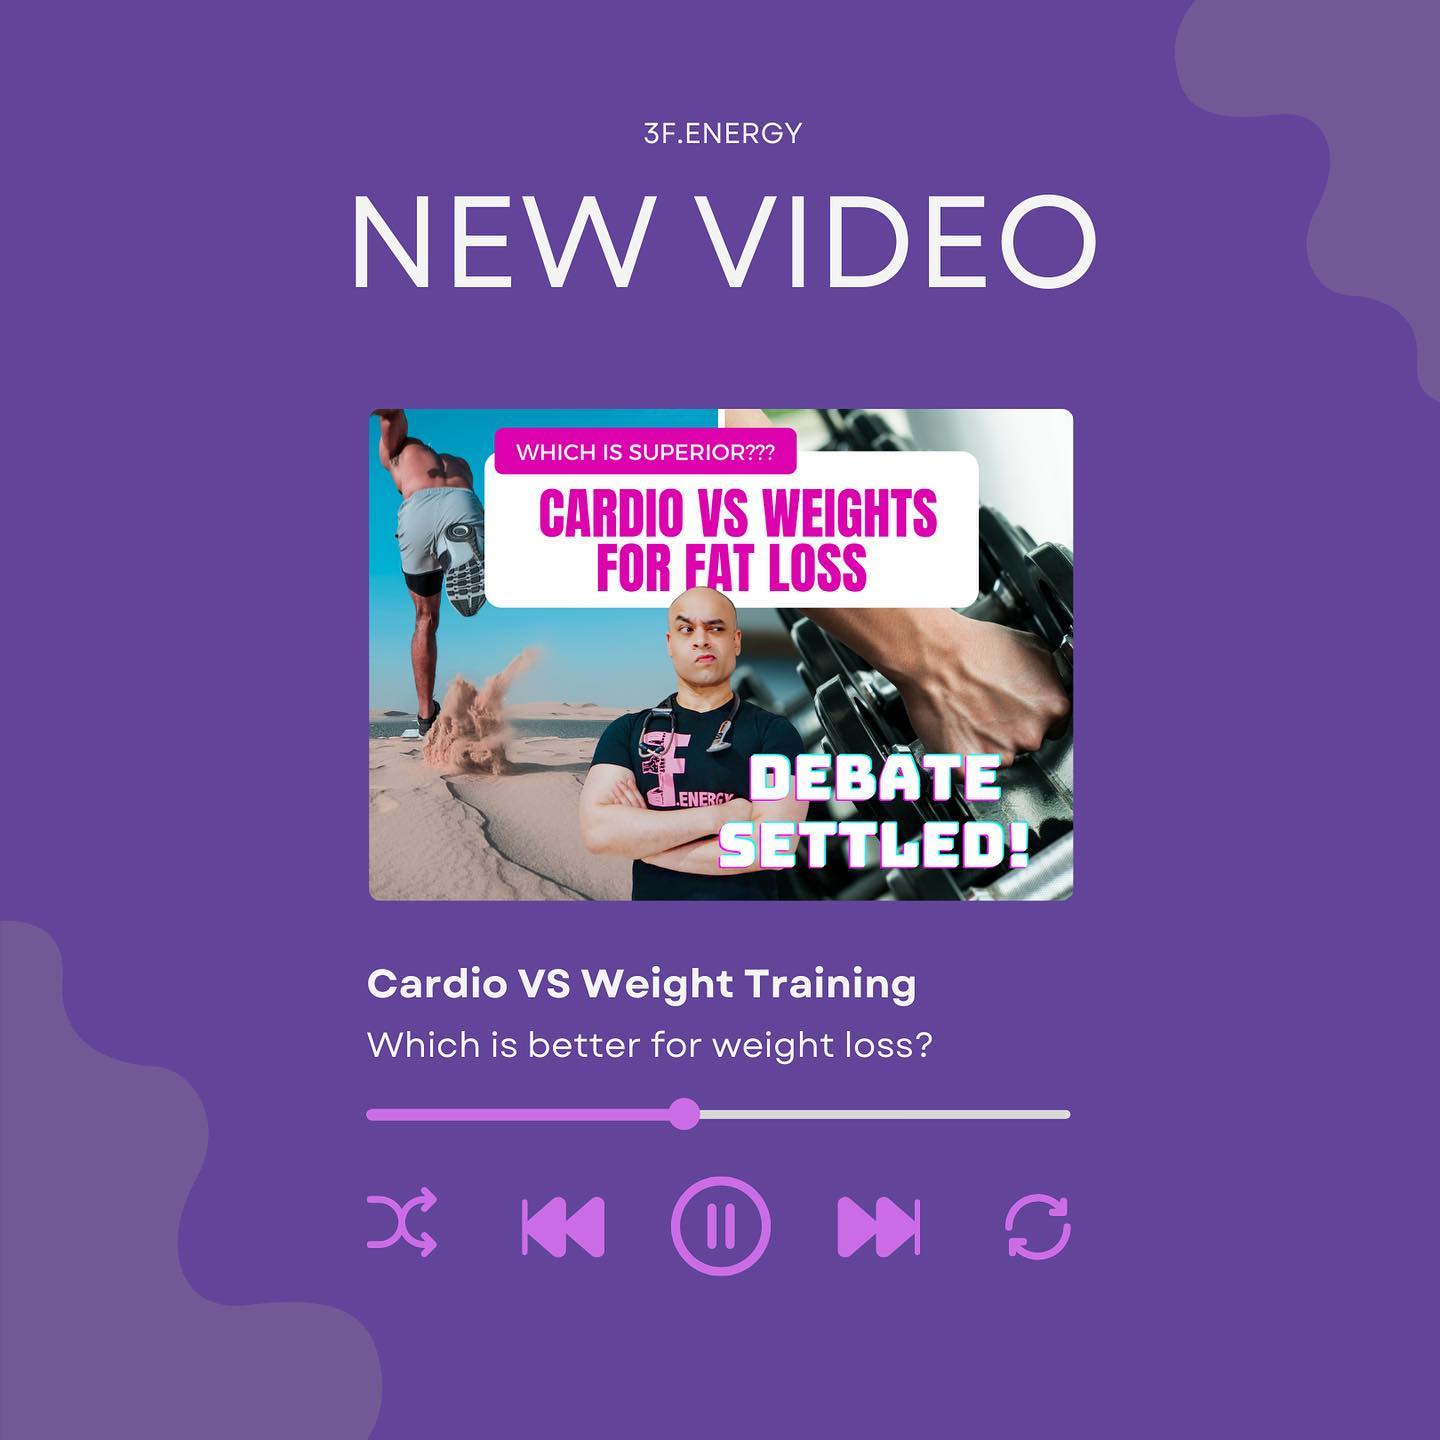 3F.ENERGY
NEW VIDEO
WHICH IS SUPERIOR???
CARDIO VS WEIGHTS
FOR FAT LOSS
F
.ENERGY
DEBATE
SETTLED!
Cardio VS Weight Training
Which is better for weight loss?